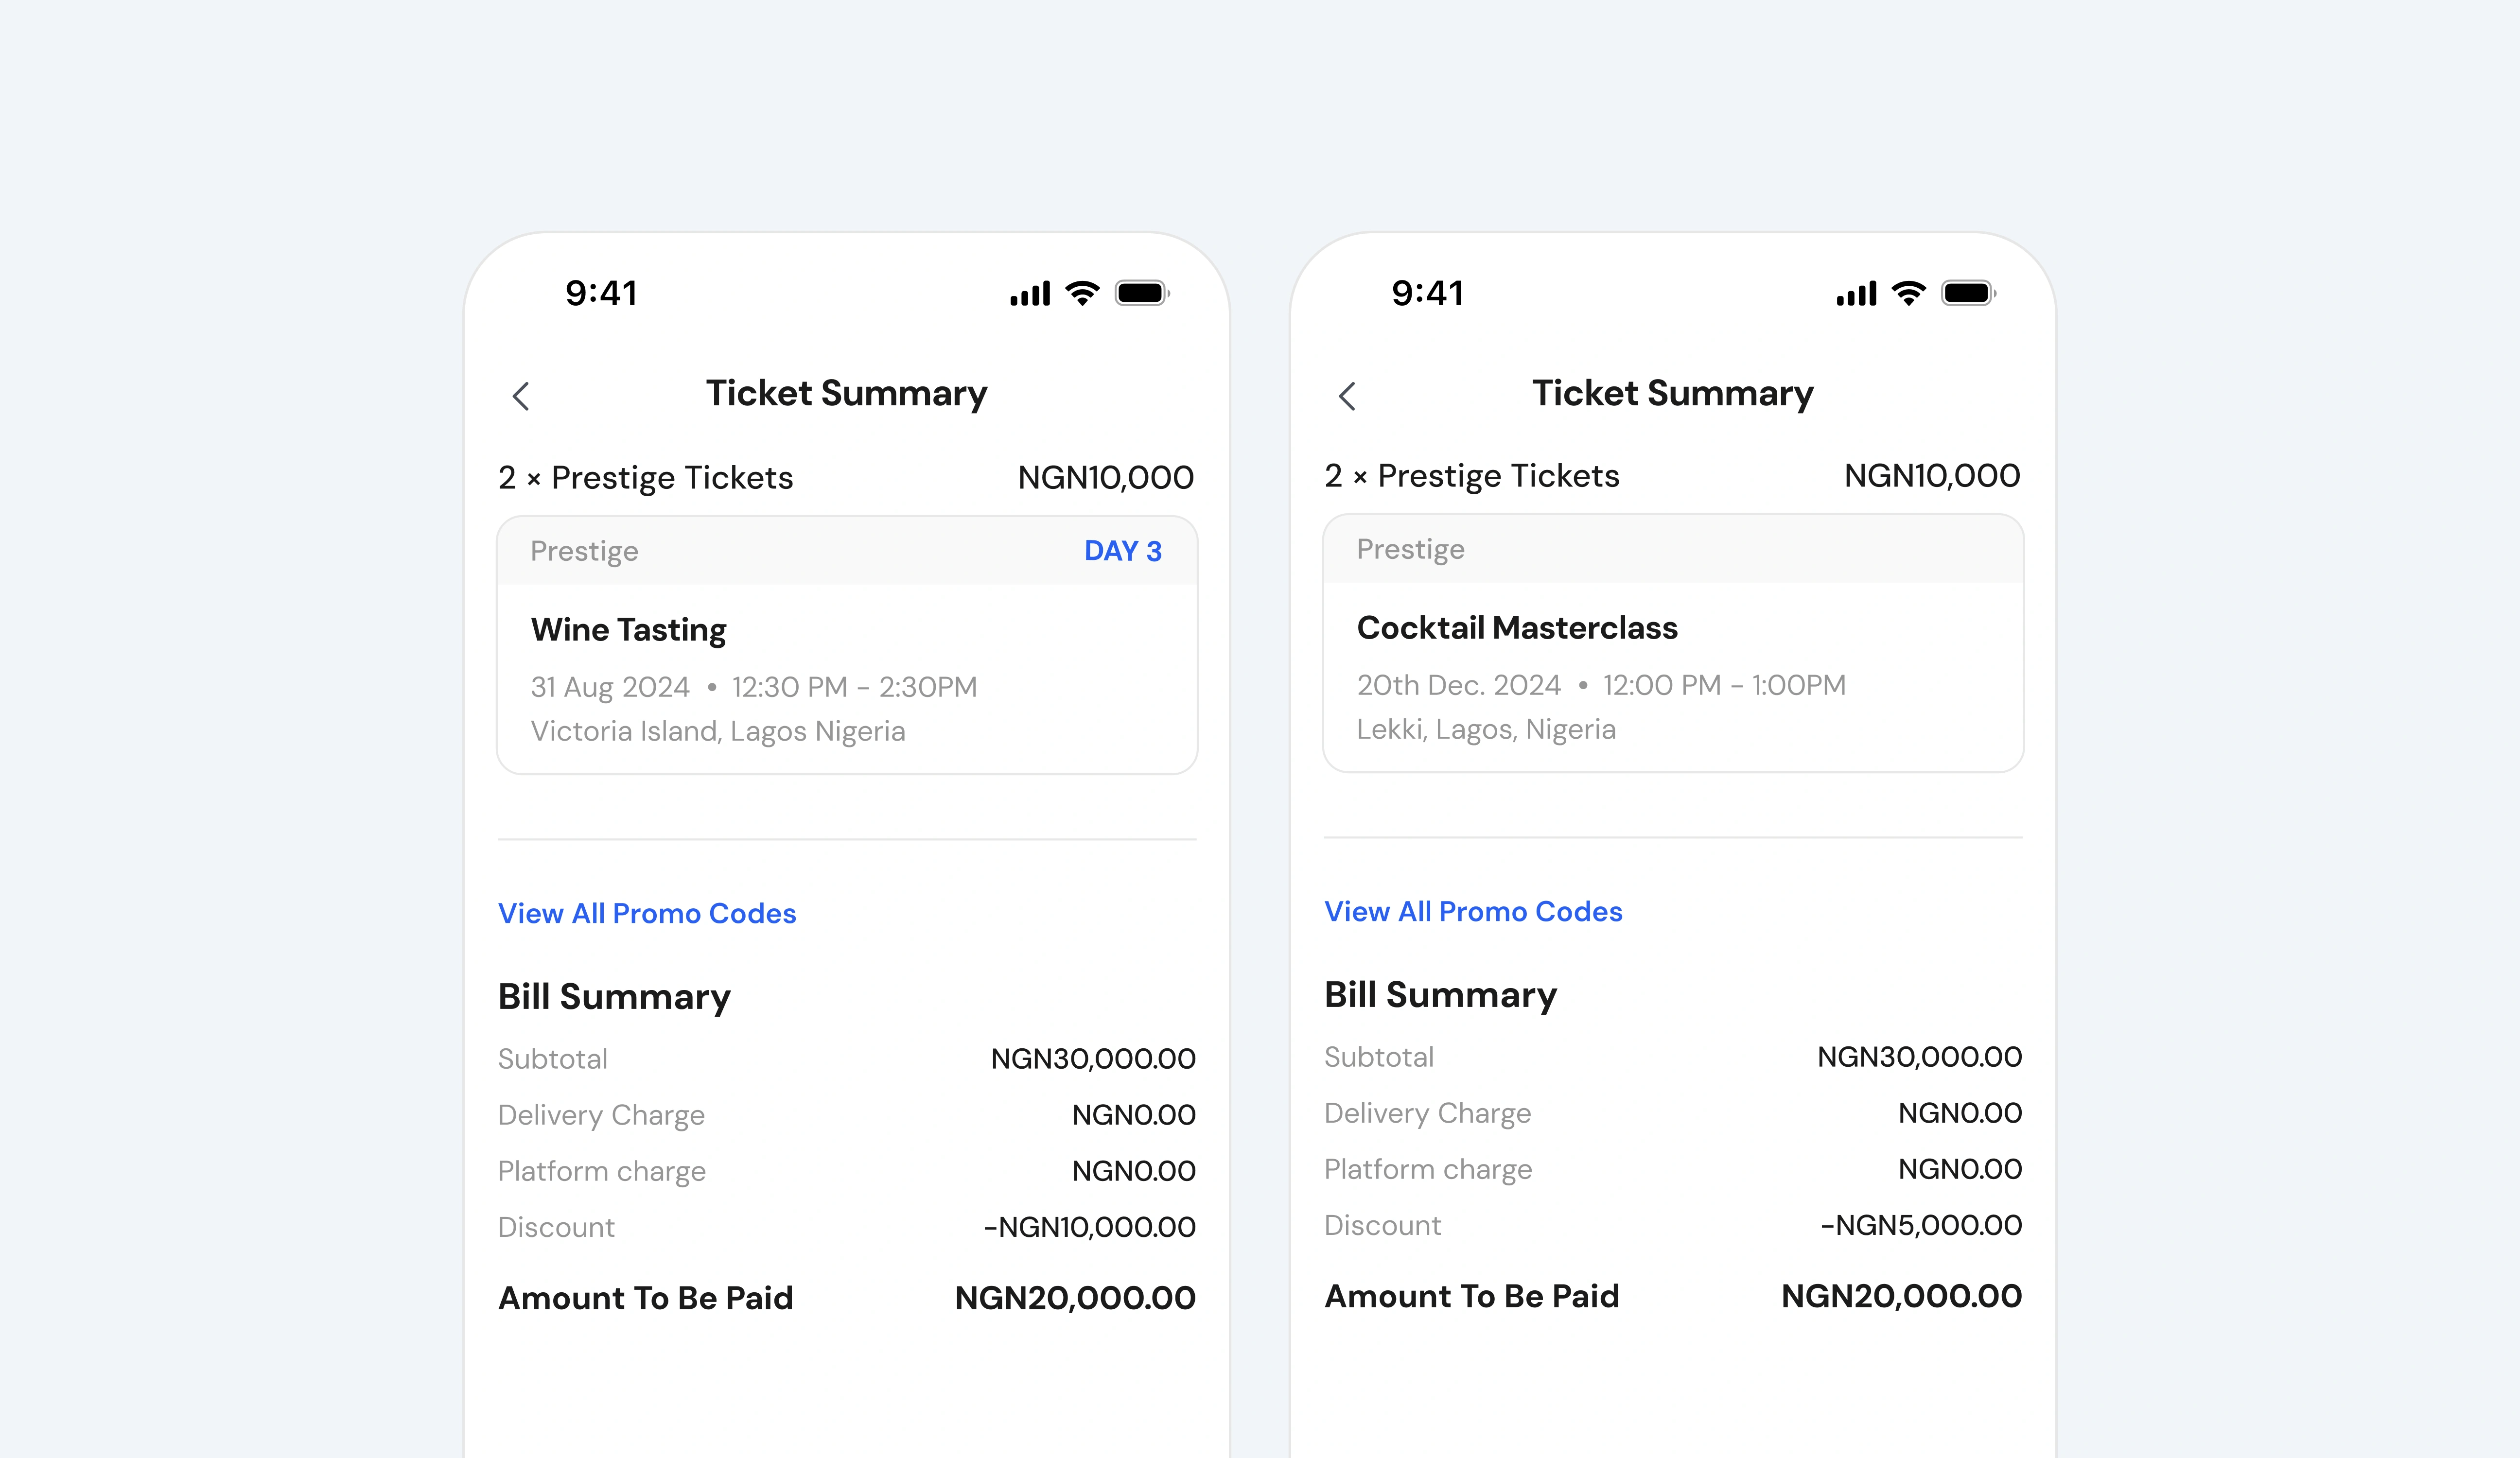 9:41
Ticket Summary
2 × Prestige Tickets NGN10,000
Prestige DAY 3
Wine Tasting
31 Aug 2024 • 12:30 PM - 2:30PM
Victoria Island, Lagos Nigeria
View All Promo Codes
Bill Summary
Subtotal NGN30,000.00
Delivery Charge NGN0.00
Platform charge NGN0.00
Discount -NGN10,000.00
Amount To Be Paid NGN20,000.00
9:41
Ticket Summary
2 × Prestige Tickets NGN10,000
Prestige
Cocktail Masterclass
20th Dec. 2024 • 12:00 PM - 1:00PM
Lekki, Lagos, Nigeria
View All Promo Codes
Bill Summary
Subtotal NGN30,000.00
Delivery Charge NGN0.00
Platform charge NGN0.00
Discount -NGN5,000.00
Amount To Be Paid NGN20,000.00